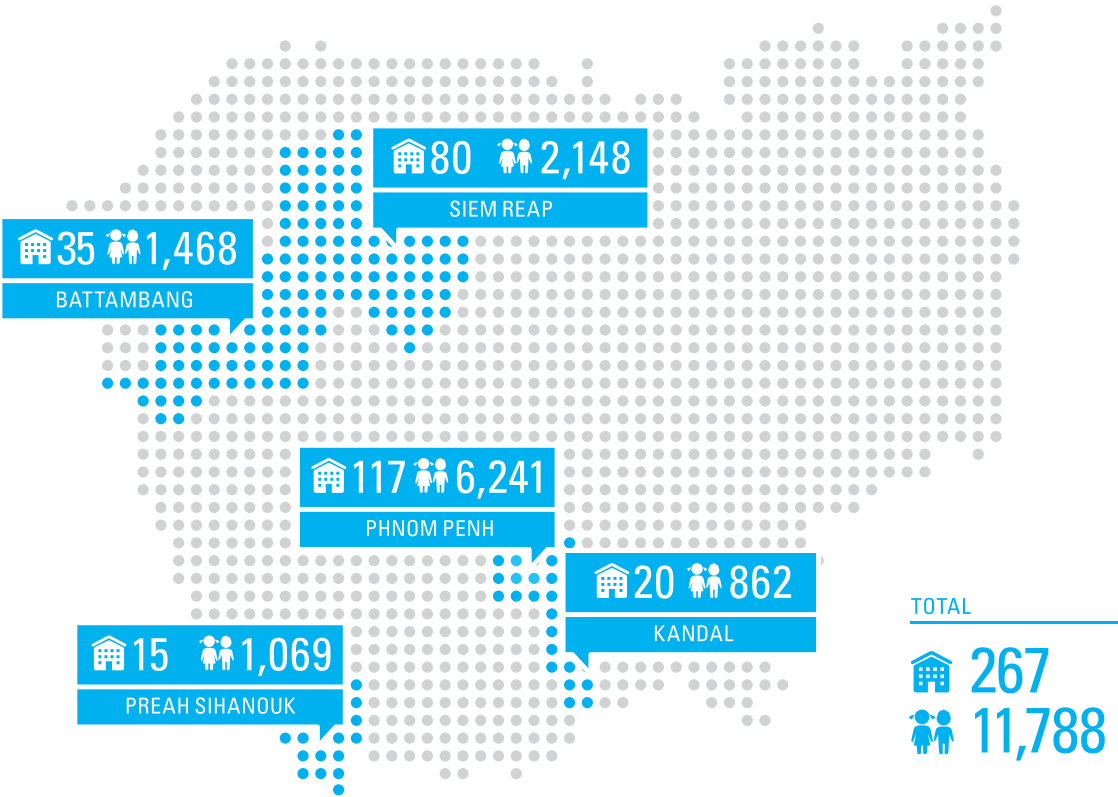 80 2,148
SIEM REAP
35 1,468
BATTAMBANG
117 6,241
PHNOM PENH
20 862
KANDAL
15 1,069
PREAH SIHANOUK
TOTAL
267
11,788